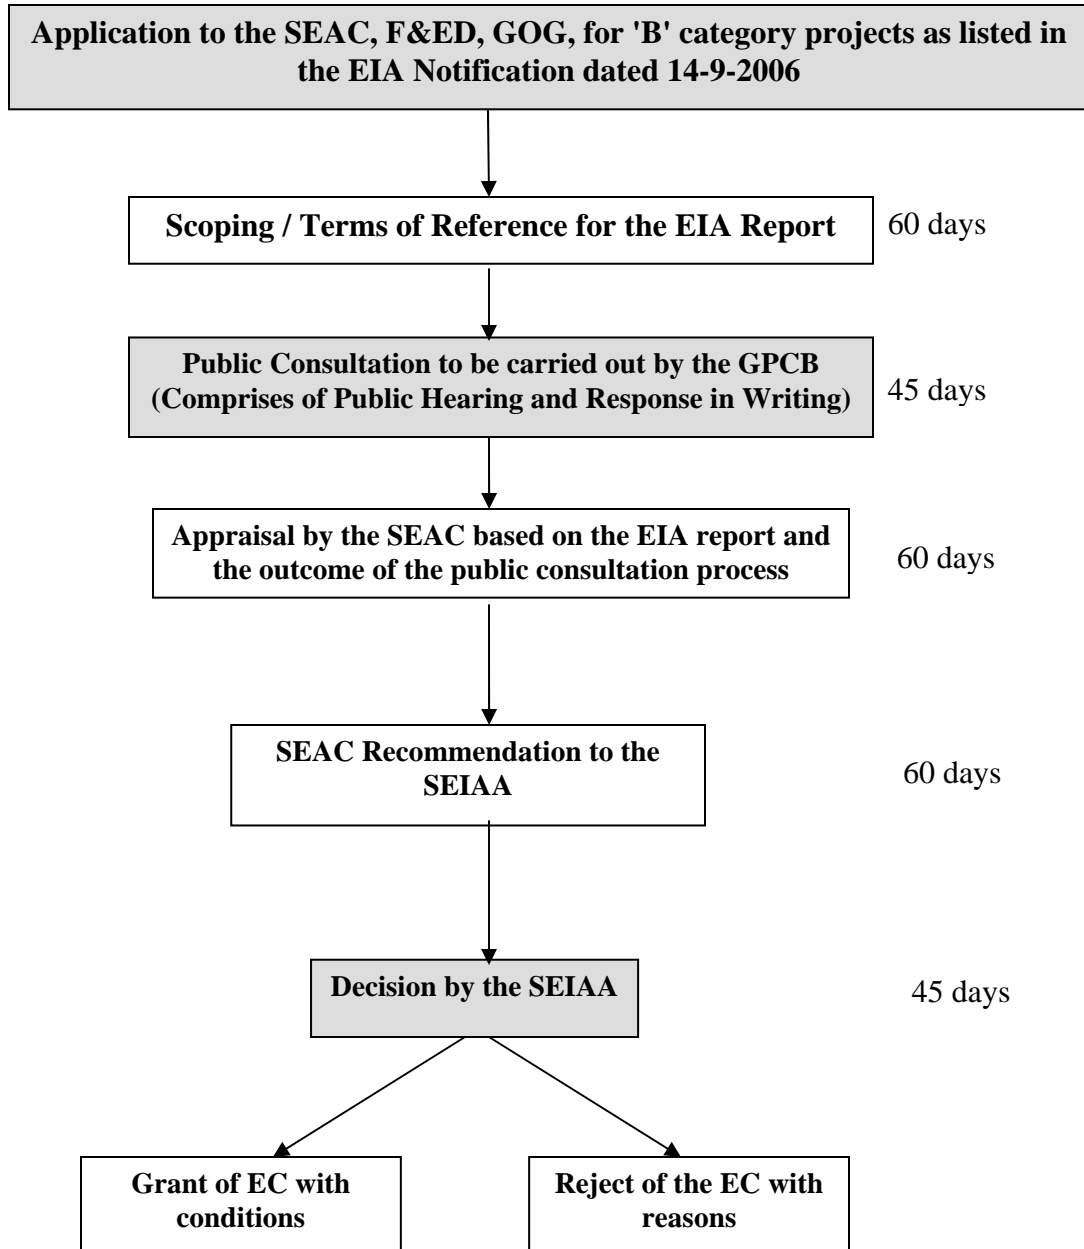 Application to the SEAC, F&ED, GOG, for 'B' category projects as listed in
the EIA Notification dated 14-9-2006
Scoping / Terms of Reference for the EIA Report
60 days
Public Consultation to be carried out by the GPCB
(Comprises of Public Hearing and Response in Writing)
45 days
Appraisal by the SEAC based on the EIA report and
the outcome of the public consultation process
60 days
SEAC Recommendation to the
SEIAA
60 days
Decision by the SEIAA
45 days
Grant of EC with
conditions
Reject of the EC with
reasons